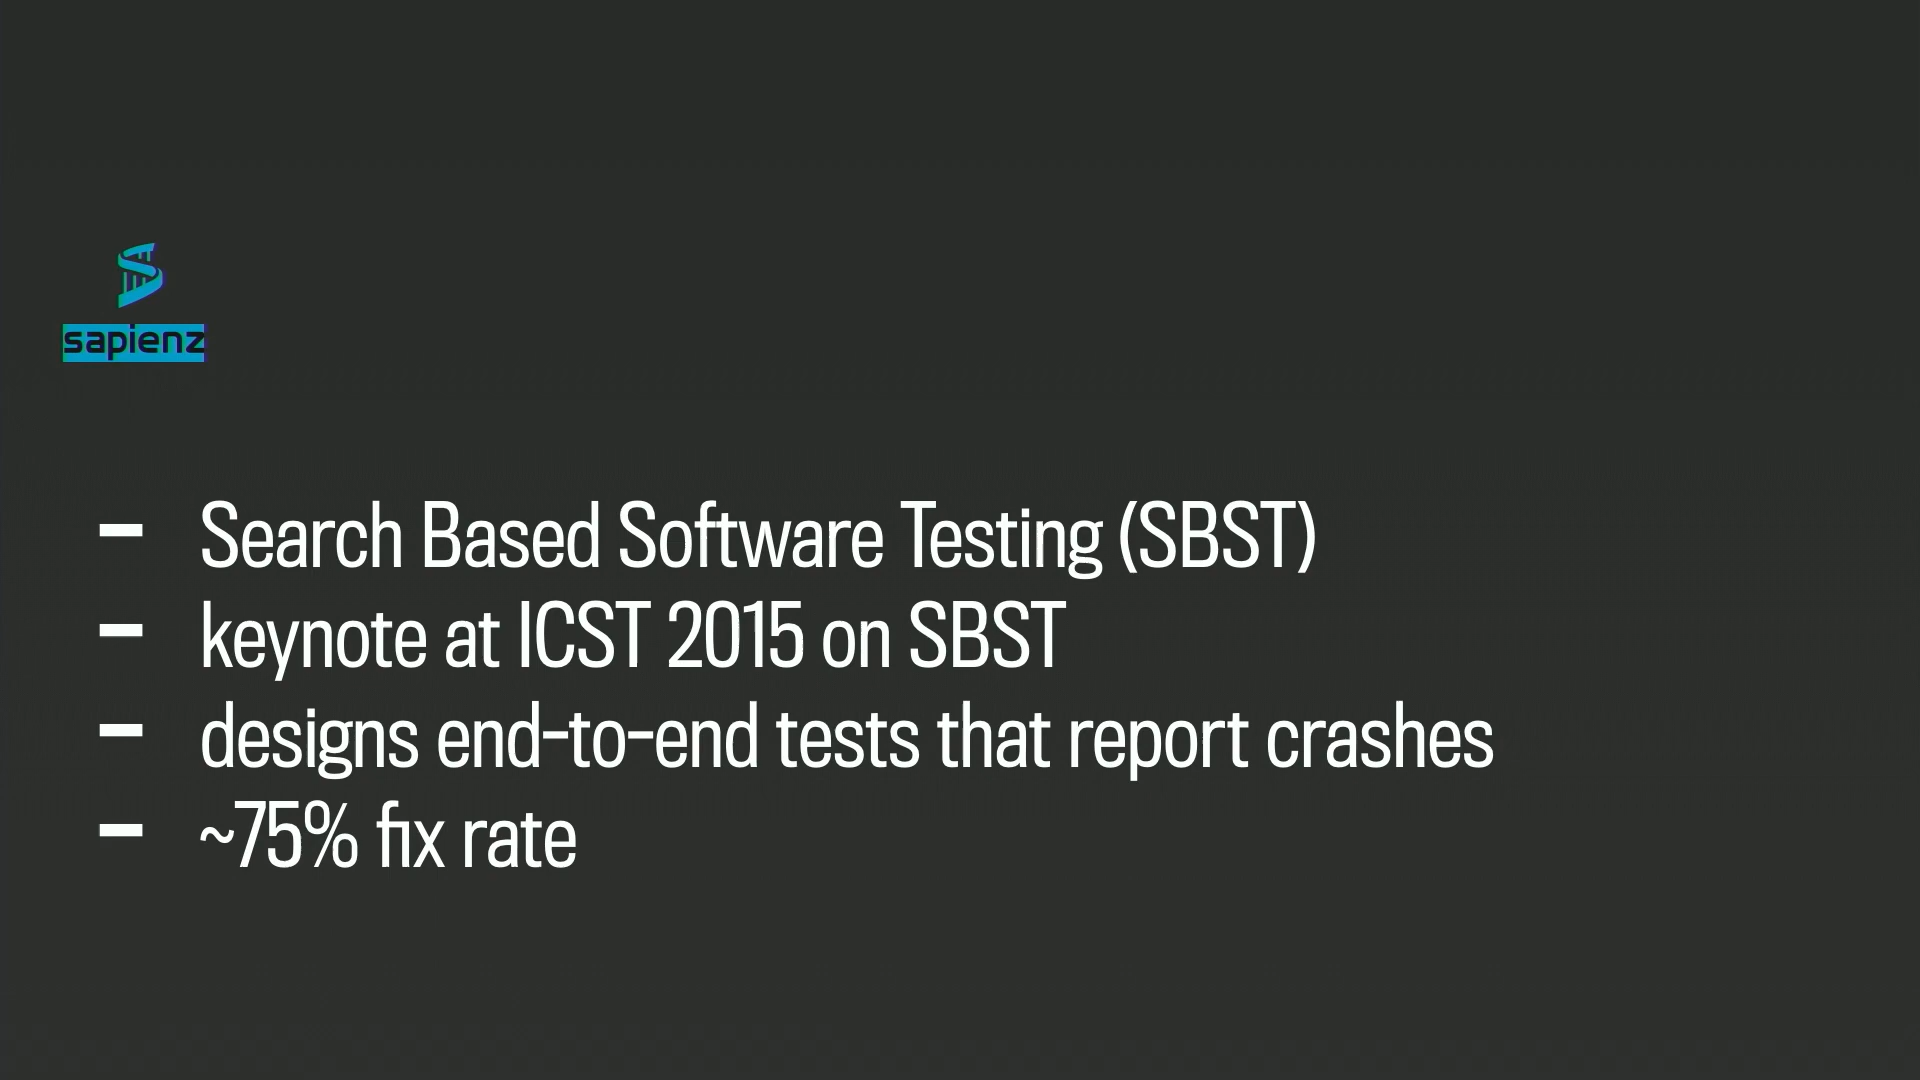 sapienz
- Search Based Software Testing (SBST)
- keynote at ICST 2015 on SBST
- designs end-to-end tests that report crashes
- ~75% fix rate